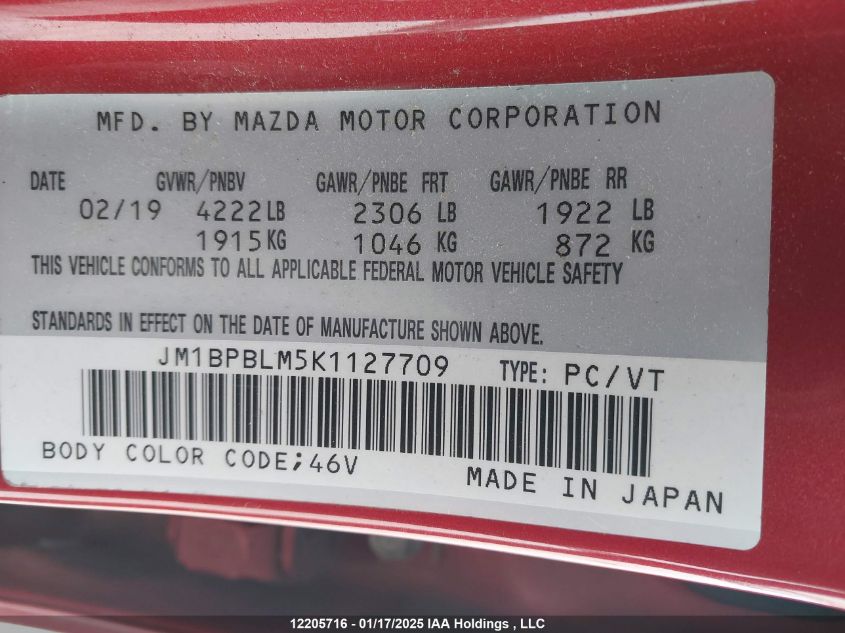 MFD. BY MAZDA MOTOR CORPORATION
DATE GVWR/PNBV GAWR/PNBE FRT GAWR/PNBE RR
02/19 4222 LB 2306 LB 1922 LB
1915 KG 1046 KG 872 KG
THIS VEHICLE CONFORMS TO ALL APPLICABLE FEDERAL MOTOR VEHICLE SAFETY
STANDARDS IN EFFECT ON THE DATE OF MANUFACTURE SHOWN ABOVE.
JM1BPBLM5K1127709 TYPE: PC/VT
BODY COLOR CODE;46V MADE IN JAPAN
12205716 - 01/17/2025 IAA Holdings , LLC